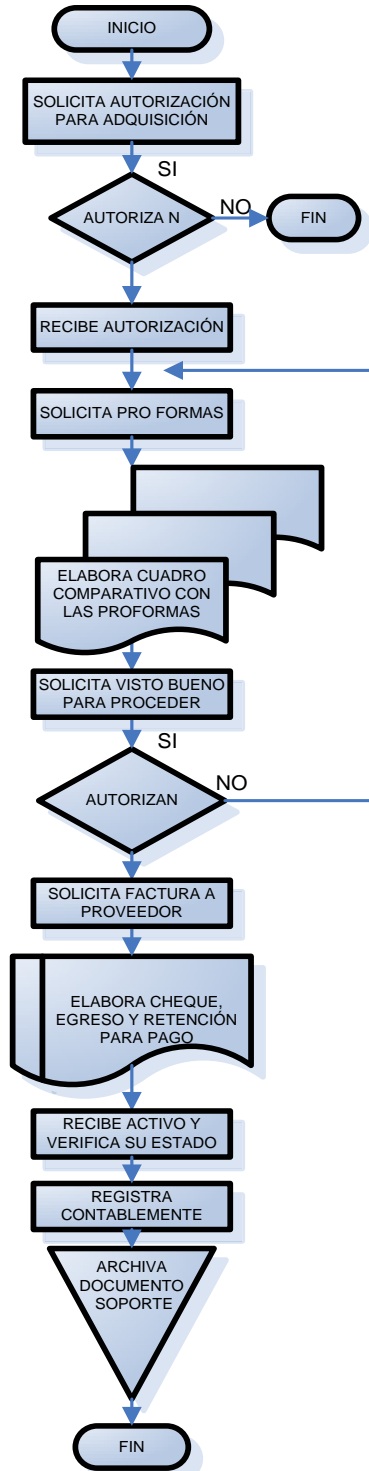 INICIO
SOLICITA AUTORIZACIÓN
PARA ADQUISICIÓN
SI
AUTORIZA N
NO
FIN
RECIBE AUTORIZACIÓN
SOLICITA PRO FORMAS
ELABORA CUADRO
COMPARATIVO CON
LAS PROFORMAS
SOLICITA VISTO BUENO
PARA PROCEDER
SI
AUTORIZAN
NO
SOLICITA FACTURA A
PROVEEDOR
ELABORA CHEQUE,
EGRESO Y RETENCIÓN
PARA PAGO
RECIBE ACTIVO Y
VERIFICA SU ESTADO
REGISTRA
CONTABLEMENTE
ARCHIVA
DOCUMENTO
SOPORTE
FIN